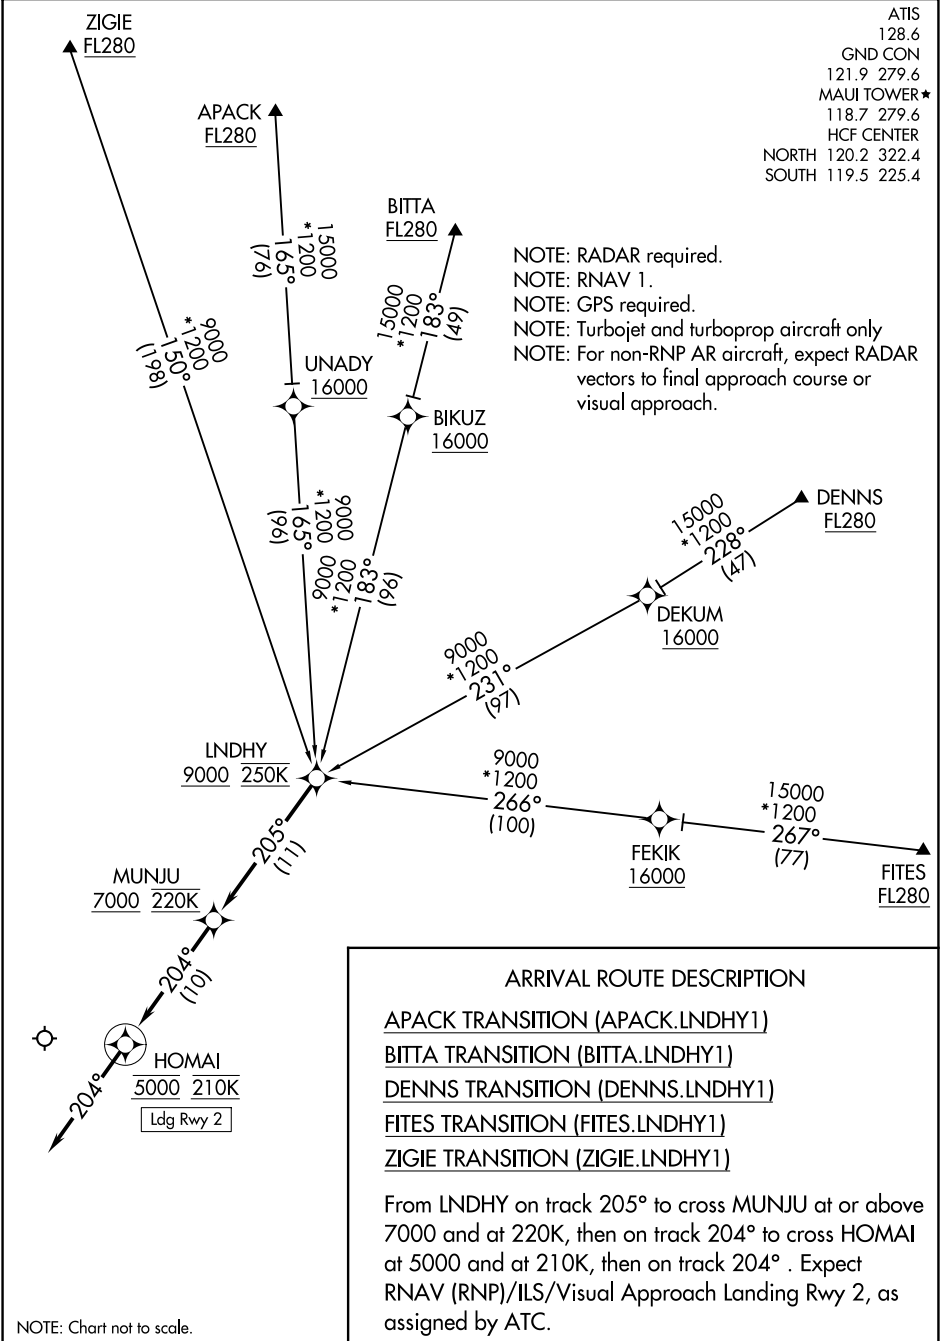 ZIGIE
FL280
ATIS
128.6
GND CON
121.9 279.6
MAUI TOWER★
118.7 279.6
HCF CENTER
NORTH 120.2 322.4
SOUTH 119.5 225.4
APACK
FL280
BITTA
FL280
NOTE: RADAR required.
NOTE: RNAV 1.
NOTE: GPS required.
NOTE: Turbojet and turboprop aircraft only
NOTE: For non-RNP AR aircraft, expect RADAR
vectors to final approach course or
visual approach.
15000
*1200
165°
(76)
15000
*1200
183°
(49)
9000
*1200
150°
(198)
UNADY
16000
BIKUZ
16000
9000
*1200
165°
(96)
9000
*1200
183°
(96)
DENNS
FL280
15000
*1200
228°
(47)
DEKUM
16000
9000
*1200
231°
(97)
LNDHY
9000 250K
9000
*1200
266°
(100)
15000
*1200
267°
(77)
FEKIK
16000
FITES
FL280
205°
(11)
MUNJU
7000 220K
204°
(10)
HOMAI
5000 210K
Ldg Rwy 2
204°
ARRIVAL ROUTE DESCRIPTION
APACK TRANSITION (APACK.LNDHY1)
BITTA TRANSITION (BITTA.LNDHY1)
DENNS TRANSITION (DENNS.LNDHY1)
FITES TRANSITION (FITES.LNDHY1)
ZIGIE TRANSITION (ZIGIE.LNDHY1)
From LNDHY on track 205° to cross MUNJU at or above
7000 and at 220K, then on track 204° to cross HOMAI
at 5000 and at 210K, then on track 204° . Expect
RNAV (RNP)/ILS/Visual Approach Landing Rwy 2, as
assigned by ATC.
NOTE: Chart not to scale.